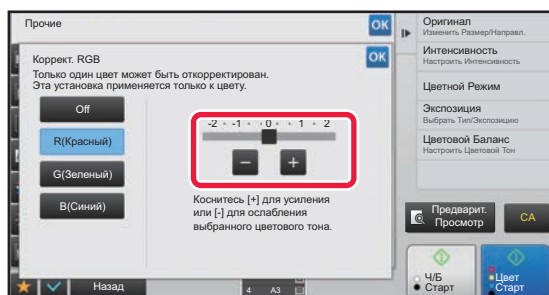 Прочие
OK
Коррект. RGB
OK
Только один цвет может быть откорректирован.
Эта установка применяется только к цвету.
Off
R(Красный)
G(Зеленый)
B(Синий)
-2 • -1 • 0 • 1 • 2
− +
Коснитесь [+] для усиления
или [-] для ослабления
выбранного цветового тона.
Назад
4 A3
Оригинал
Изменить Размер/Направл.
Интенсивность
Настроить Интенсивность
Цветной Режим
Экспозиция
Выбрать Тип/Экспозицию
Цветовой Баланс
Настроить Цветовой Тон
Предварит.
Просмотр
CA
Ч/Б
Старт
Цвет
Старт